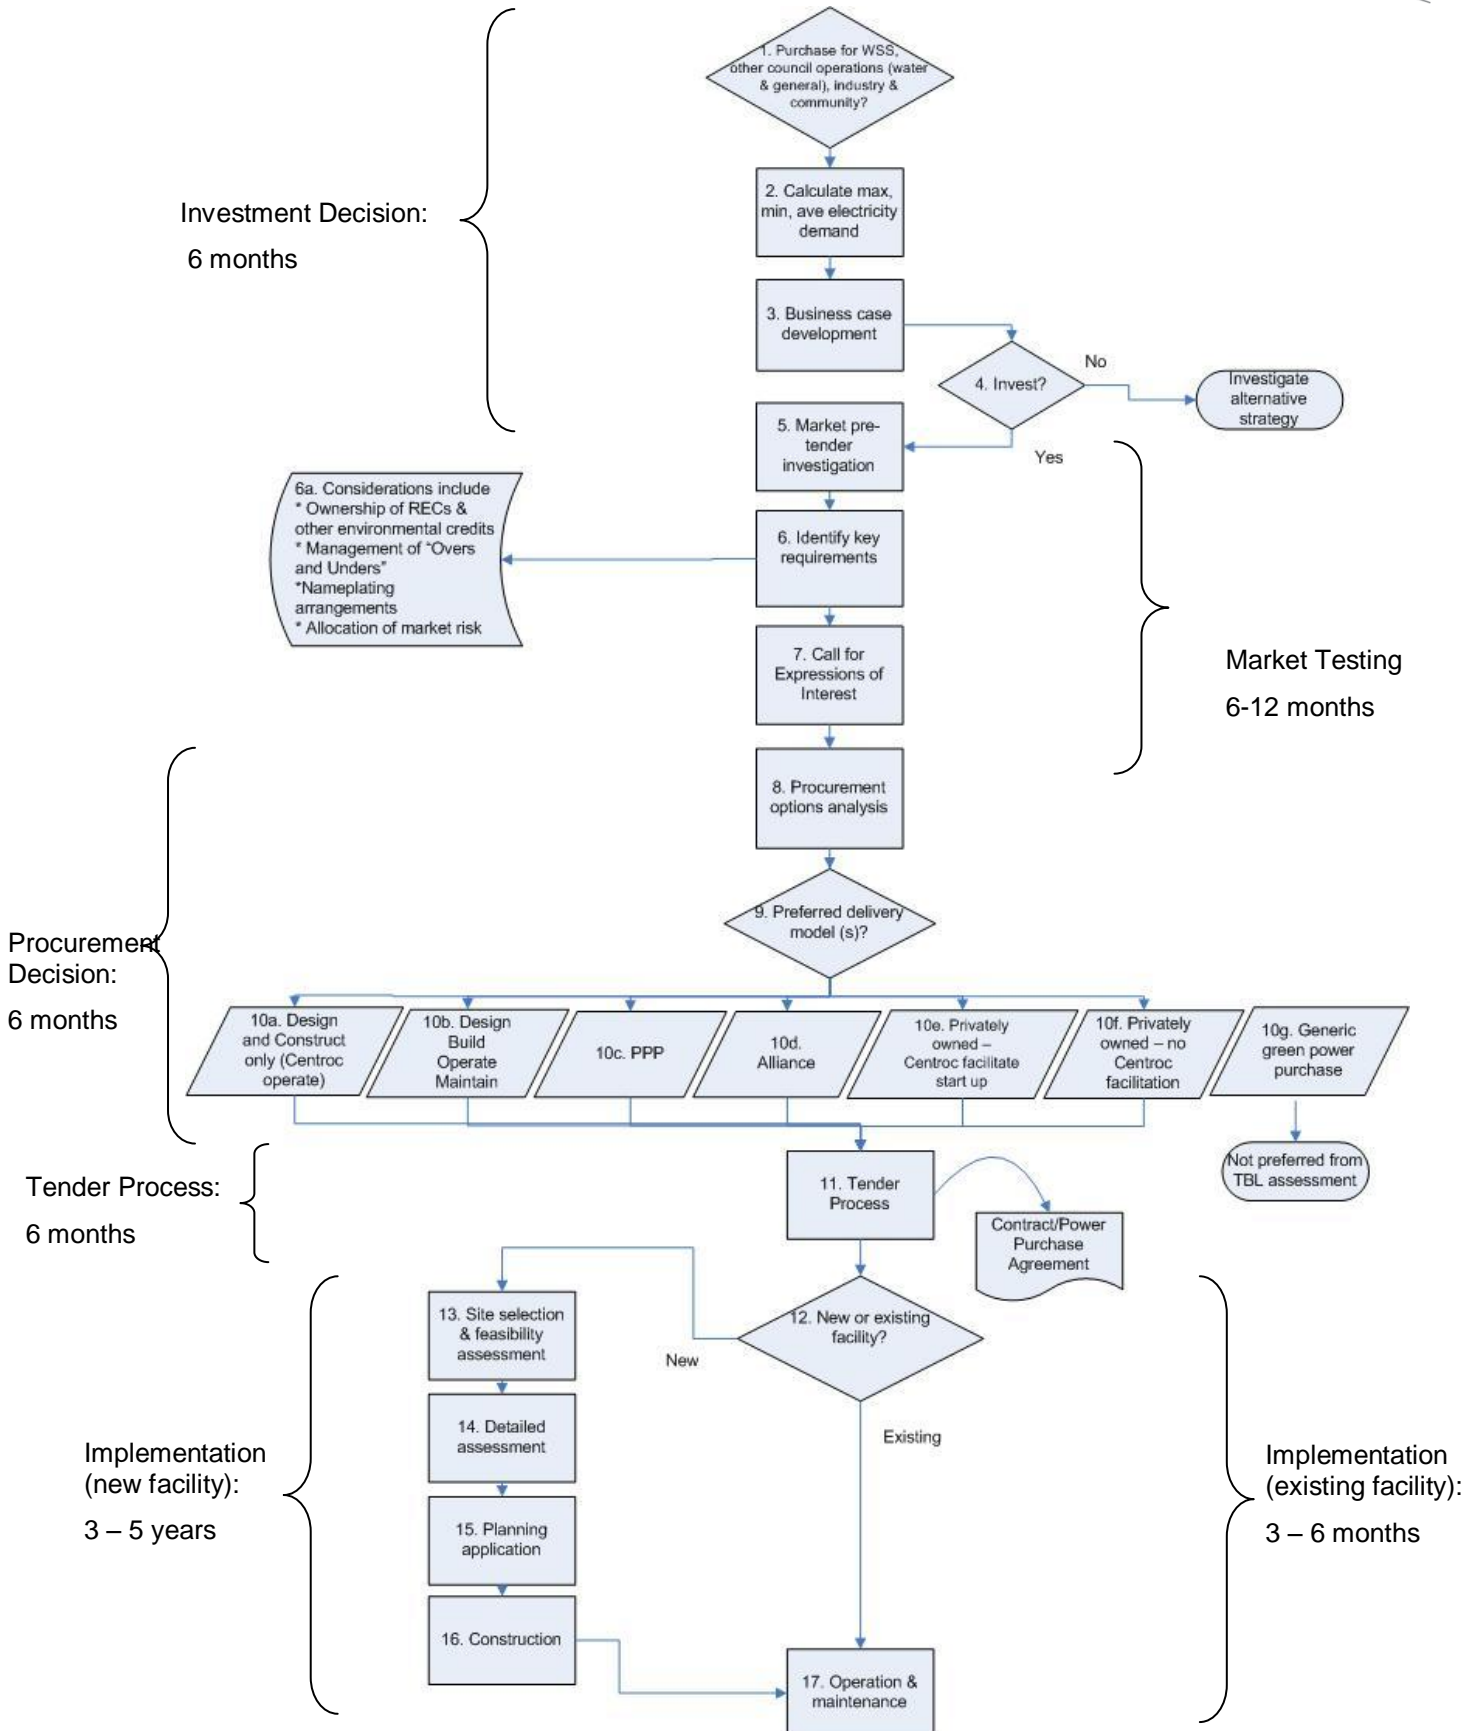 1. Purchase for WSS,
other council operations (water
& general), industry &
community?
Investment Decision:
6 months
2. Calculate max,
min, ave electricity
demand
3. Business case
development
4. Invest?
No
Investigate
alternative
strategy
Yes
5. Market pre-
tender
investigation
6a. Considerations include
* Ownership of RECs &
other environmental credits
* Management of “Overs
and Unders”
*Nameplating
arrangements
* Allocation of market risk
6. Identify key
requirements
7. Call for
Expressions of
Interest
Market Testing
6-12 months
8. Procurement
options analysis
9. Preferred delivery
model (s)?
Procurement
Decision:
6 months
10a. Design
and Construct
only (Centroc
operate)
10b. Design
Build
Operate
Maintain
10c. PPP
10d.
Alliance
10e. Privately
owned –
Centroc facilitate
start up
10f. Privately
owned – no
Centroc
facilitation
10g. Generic
green power
purchase
Not preferred from
TBL assessment
Tender Process:
6 months
11. Tender
Process
Contract/Power
Purchase
Agreement
12. New or existing
facility?
New
Existing
13. Site selection
& feasibility
assessment
14. Detailed
assessment
15. Planning
application
16. Construction
17. Operation &
maintenance
Implementation
(new facility):
3 – 5 years
Implementation
(existing facility):
3 – 6 months